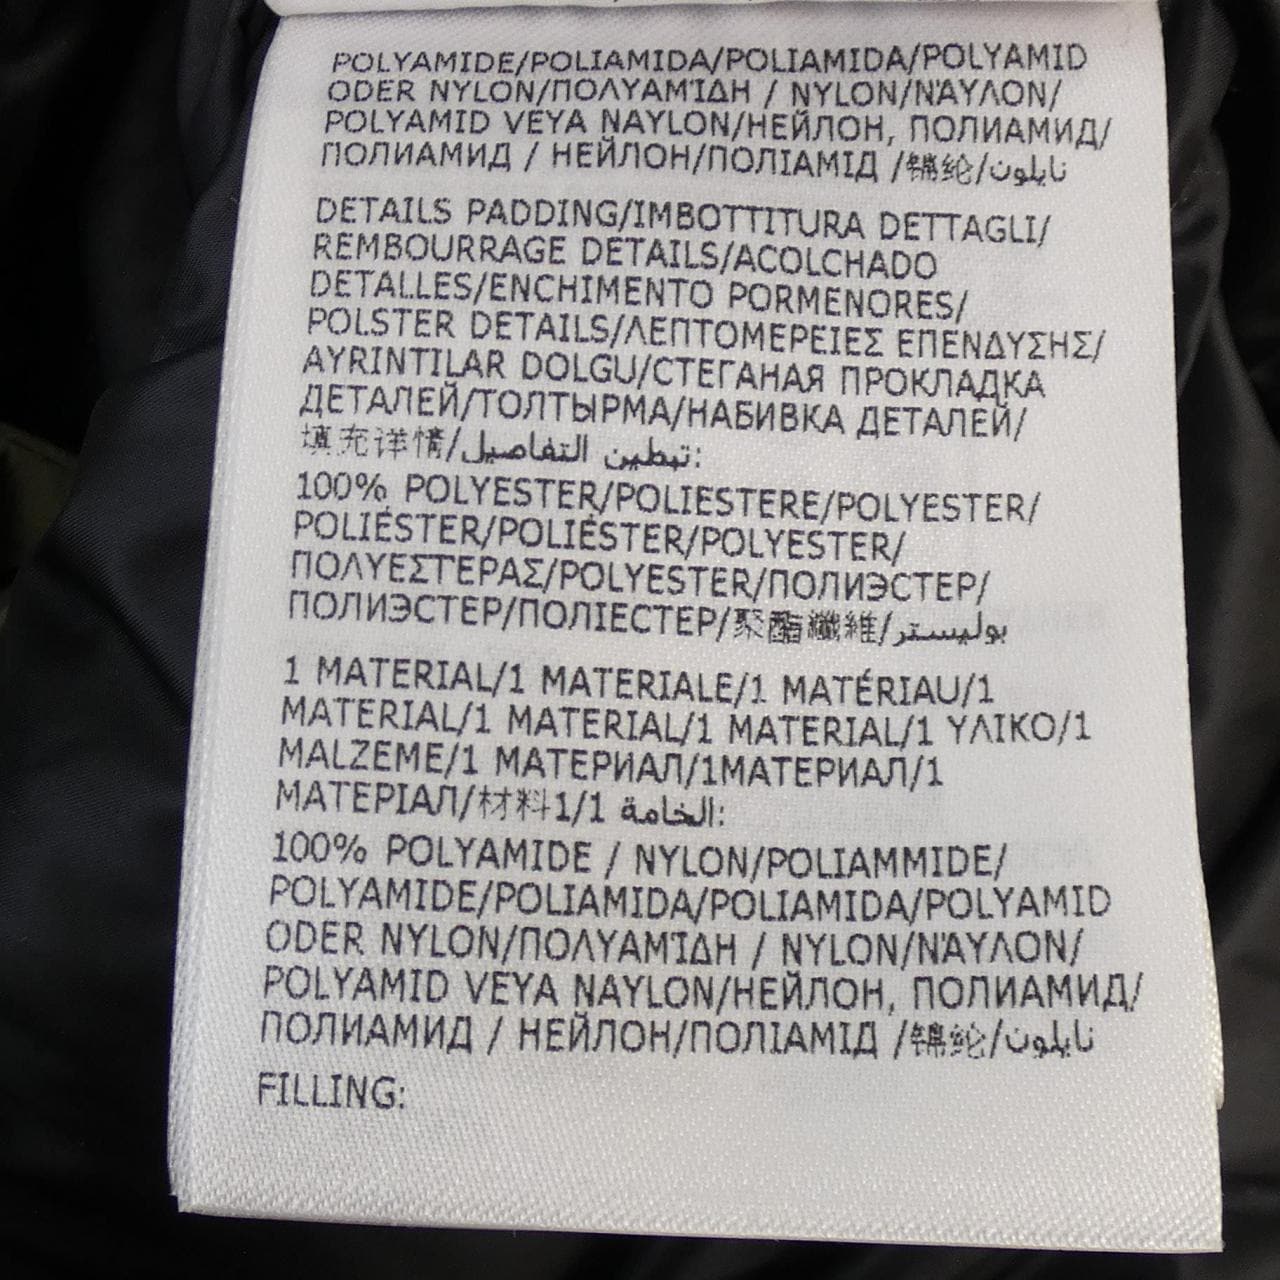 POLYAMIDE/POLIAMIDA/POLIAMIDA/POLYAMID
ODER NYLON/ΠΟΛΥΑΜΊΔΗ / NYLON/ΝΆΥΛΟΝ/
POLYAMID VEYA NAYLON/НЕЙЛОН, ПОЛИАМИД/
ПОЛИАМИД / НЕЙЛОН/ПОЛІАМІД /锦纶/نايلون
DETAILS PADDING/IMBOTTITURA DETTAGLI/
REMBOURRAGE DETAILS/ACOLCHADO
DETALLES/ENCHIMENTO PORMENORES/
POLSTER DETAILS/ΛΕΠΤΟΜΕΡΕΙΕΣ ΕΠΕΝΔΥΣΗΣ/
AYRINTILAR DOLGU/СТЕГАНАЯ ПРОКЛАДКА
ДЕТАЛЕЙ/ТОЛТЫРМА/НАБИВКА ДЕТАЛЕЙ/
填充详情/تبطين التفاصيل:
100% POLYESTER/POLIESTERE/POLYESTER/
POLIÉSTER/POLIÉSTER/POLYESTER/
ΠΟΛΥΕΣΤΕΡΑΣ/POLYESTER/ПОЛИЭСТЕР/
ПОЛИЭСТЕР/ПОЛІЕСТЕР/聚酯纖維/بوليستر
1 MATERIAL/1 MATERIALE/1 MATÉRIAU/1
MATERIAL/1 MATERIAL/1 MATERIAL/1 ΥΛΙΚΟ/1
MALZEME/1 МАТЕРИАЛ/1МАТЕРИАЛ/1
МАТЕРІАЛ/材料1/1 الخامة:
100% POLYAMIDE / NYLON/POLIAMMIDE/
POLYAMIDE/POLIAMIDA/POLIAMIDA/POLYAMID
ODER NYLON/ΠΟΛΥΑΜΊΔΗ / NYLON/ΝΆΥΛΟΝ/
POLYAMID VEYA NAYLON/НЕЙЛОН, ПОЛИАМИД/
ПОЛИАМИД / НЕЙЛОН/ПОЛІАМІД /锦纶/نايلون
FILLING: